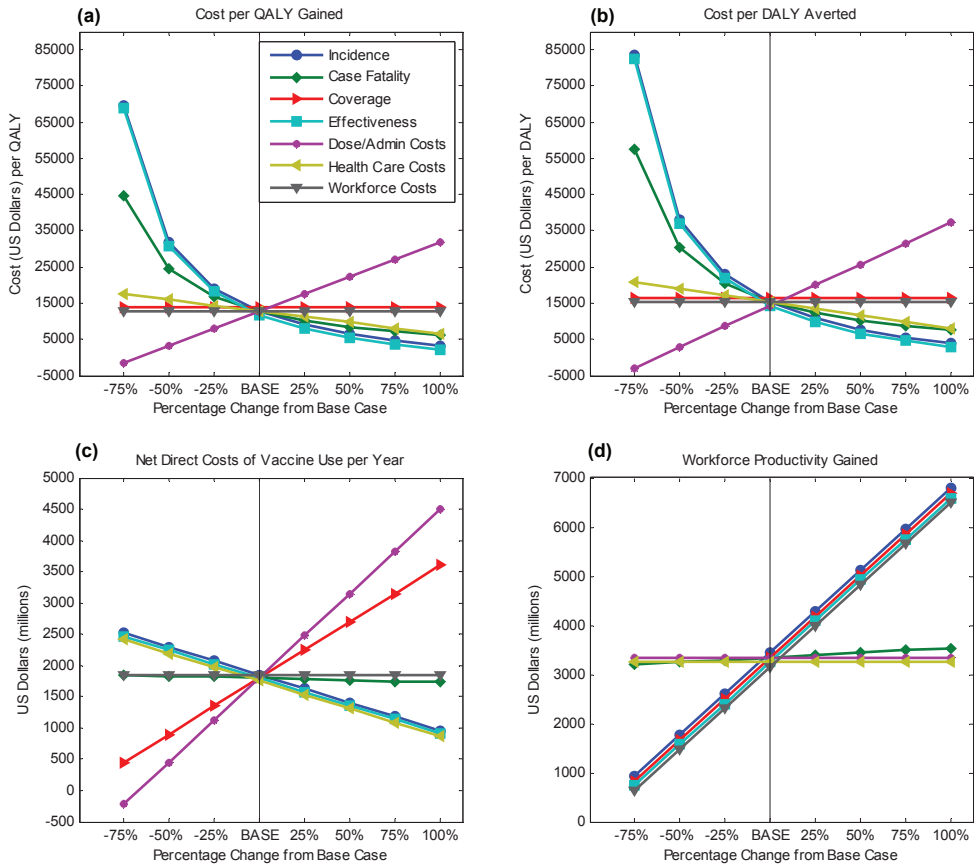 (a)
Cost per QALY Gained
85000
75000
65000
55000
45000
35000
25000
15000
5000
-5000
Cost (US Dollars) per QALY
Incidence
Case Fatality
Coverage
Effectiveness
Dose/Admin Costs
Health Care Costs
Workforce Costs
-75% -50% -25% BASE 25% 50% 75% 100%
Percentage Change from Base Case
(b)
Cost per DALY Averted
85000
75000
65000
55000
45000
35000
25000
15000
5000
-5000
Cost (US Dollars) per DALY
-75% -50% -25% BASE 25% 50% 75% 100%
Percentage Change from Base Case
(c)
Net Direct Costs of Vaccine Use per Year
5000
4500
4000
3500
3000
2500
2000
1500
1000
500
0
-500
US Dollars (millions)
-75% -50% -25% BASE 25% 50% 75% 100%
Percentage Change from Base Case
(d)
Workforce Productivity Gained
7000
6000
5000
4000
3000
2000
1000
0
US Dollars (millions)
-75% -50% -25% BASE 25% 50% 75% 100%
Percentage Change from Base Case